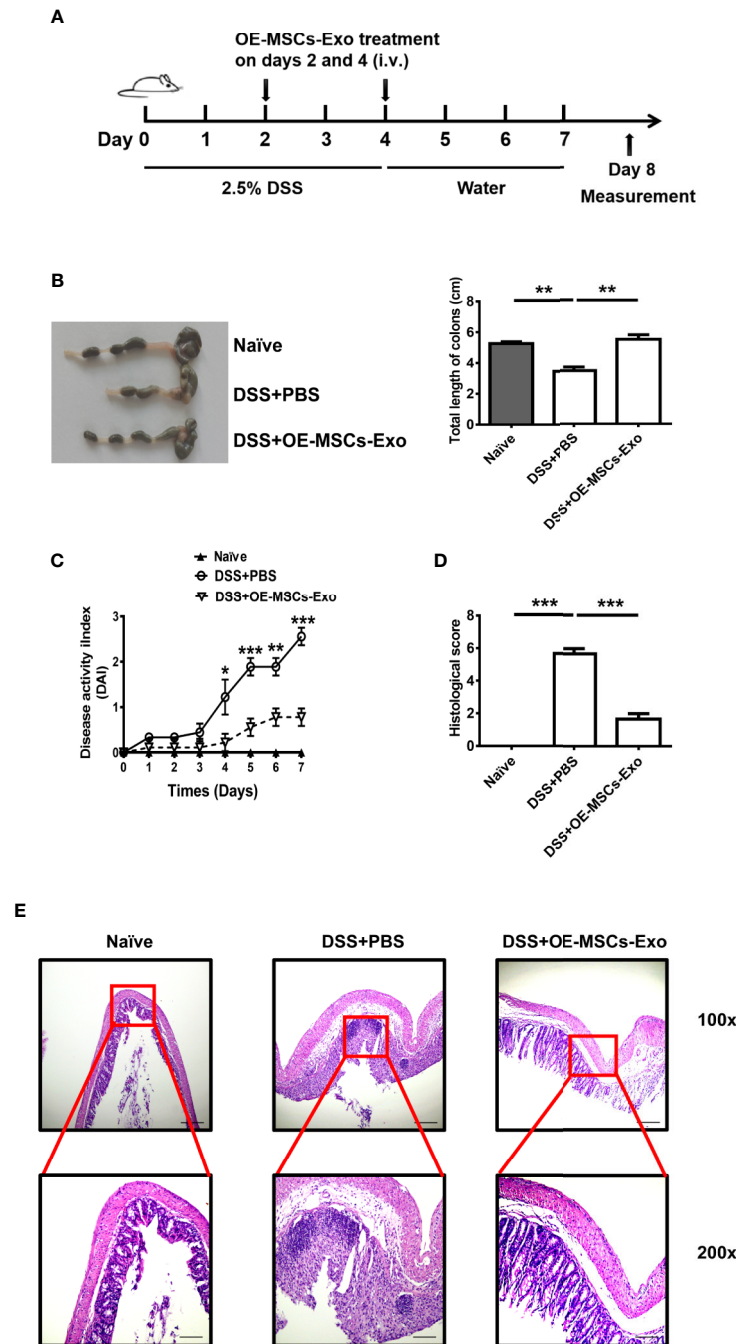 A
OE-MSCs-Exo treatment
on days 2 and 4 (i.v.)
Day 0 1 2 3 4 5 6 7
2.5% DSS Water
Day 8
Measurement
B
Naïve
DSS+PBS
DSS+OE-MSCs-Exo
** **
Total length of colons (cm)
8
6
4
2
0
Naïve
DSS+PBS
DSS+OE-MSCs-Exo
C
Naïve
DSS+PBS
DSS+OE-MSCs-Exo
Disease activity iIndex
(DAI)
3
2
1
0
* *** ** ***
0 1 2 3 4 5 6 7
Times (Days)
D
*** ***
Histological score
8
6
4
2
0
Naïve
DSS+PBS
DSS+OE-MSCs-Exo
E
Naïve DSS+PBS DSS+OE-MSCs-Exo
100x
200x